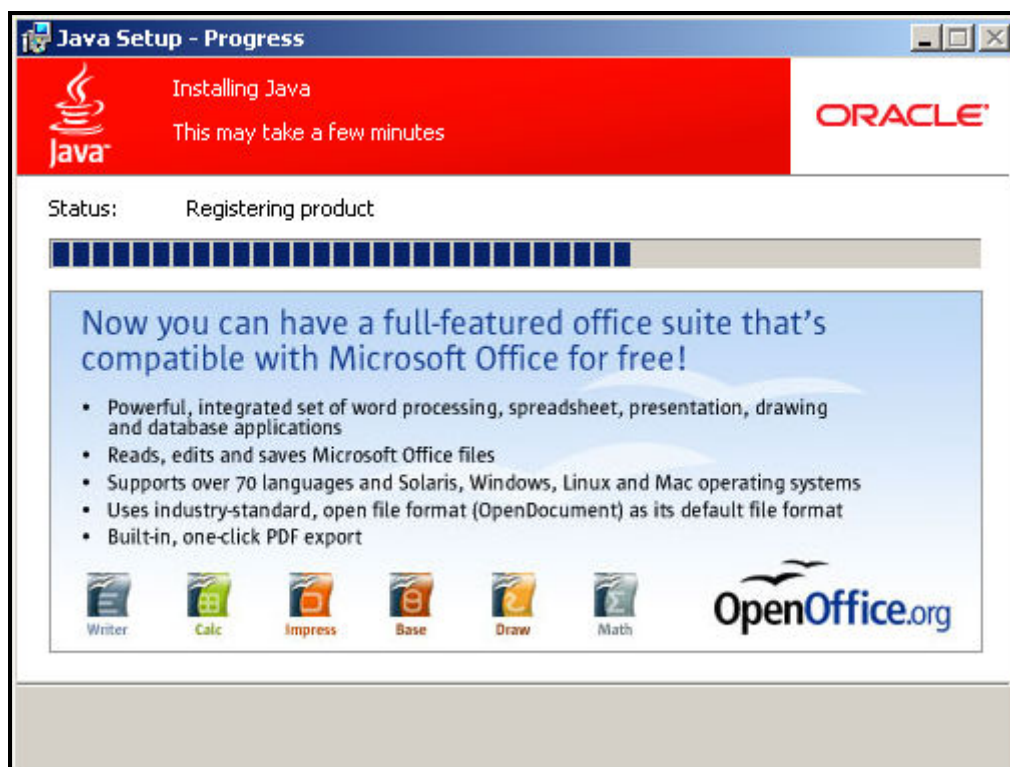 Java Setup - Progress
Installing Java
This may take a few minutes
Java
ORACLE
Status: Registering product
Now you can have a full-featured office suite that's
compatible with Microsoft Office for free!
• Powerful, integrated set of word processing, spreadsheet, presentation, drawing
and database applications
• Reads, edits and saves Microsoft Office files
• Supports over 70 languages and Solaris, Windows, Linux and Mac operating systems
• Uses industry-standard, open file format (OpenDocument) as its default file format
• Built-in, one-click PDF export
Writer Calc Impress Base Draw Math
OpenOffice.org